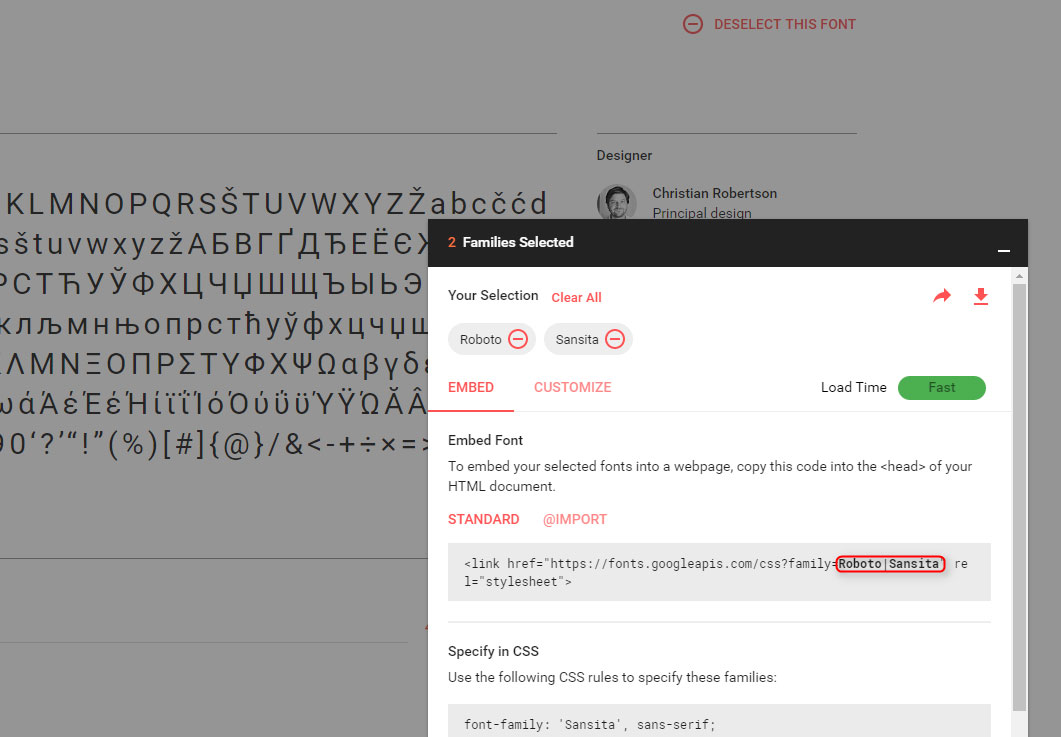 DESELECT THIS FONT
Designer
Christian Robertson
Principal design
KLMNOPQRSŠTUVWXYZŽabcčćd
sštuvwxyzžАБВГҐДЂЕЁЄ
РСТЋУЎФХЦЧЏШЩЪЫЬЭ
клљмнњопрстћуўфхцчџ
ΛΜΝΞΟΠΡΣΤΥΦΧΨΩαβγδ
ωάΆέΈέΉίϊΐΊόΌύΰϋΎΫΏĂÂ
90‘?’“!”(%)[#]{@}/&<-+÷×=>
2 Families Selected
Your Selection Clear All
Roboto Sansita
EMBED CUSTOMIZE Load Time Fast
Embed Font
To embed your selected fonts into a webpage, copy this code into the <head> of your
HTML document.
STANDARD @IMPORT
<link href="https://fonts.googleapis.com/css?family=Roboto|Sansita" re
l="stylesheet">
Specify in CSS
Use the following CSS rules to specify these families:
font-family: 'Sansita', sans-serif;